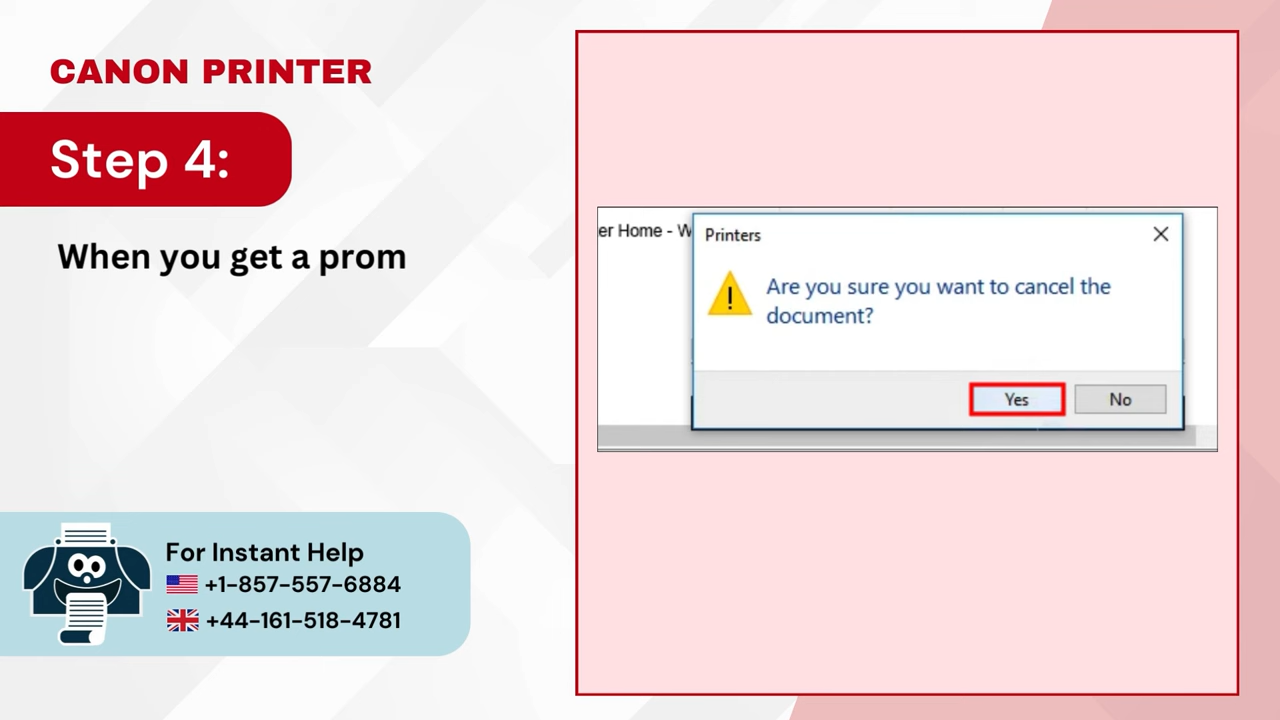 CANON PRINTER
Step 4:
When you get a prom
er Home - W
Printers
Are you sure you want to cancel the
document?
Yes
No
For Instant Help
+1-857-557-6884
+44-161-518-4781